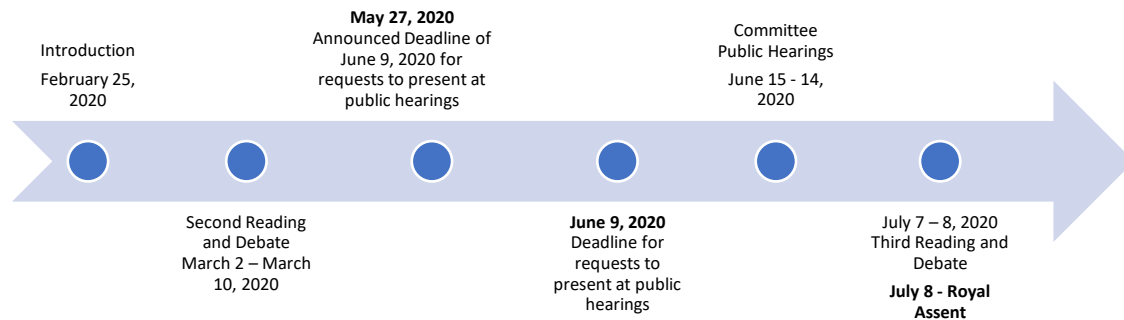 Introduction
February 25,
2020
Second Reading
and Debate
March 2 – March
10, 2020
May 27, 2020
Announced Deadline of
June 9, 2020 for
requests to present at
public hearings
June 9, 2020
Deadline for
requests to
present at public
hearings
Committee
Public Hearings
June 15 - 14,
2020
July 7 – 8, 2020
Third Reading and
Debate
July 8 - Royal
Assent